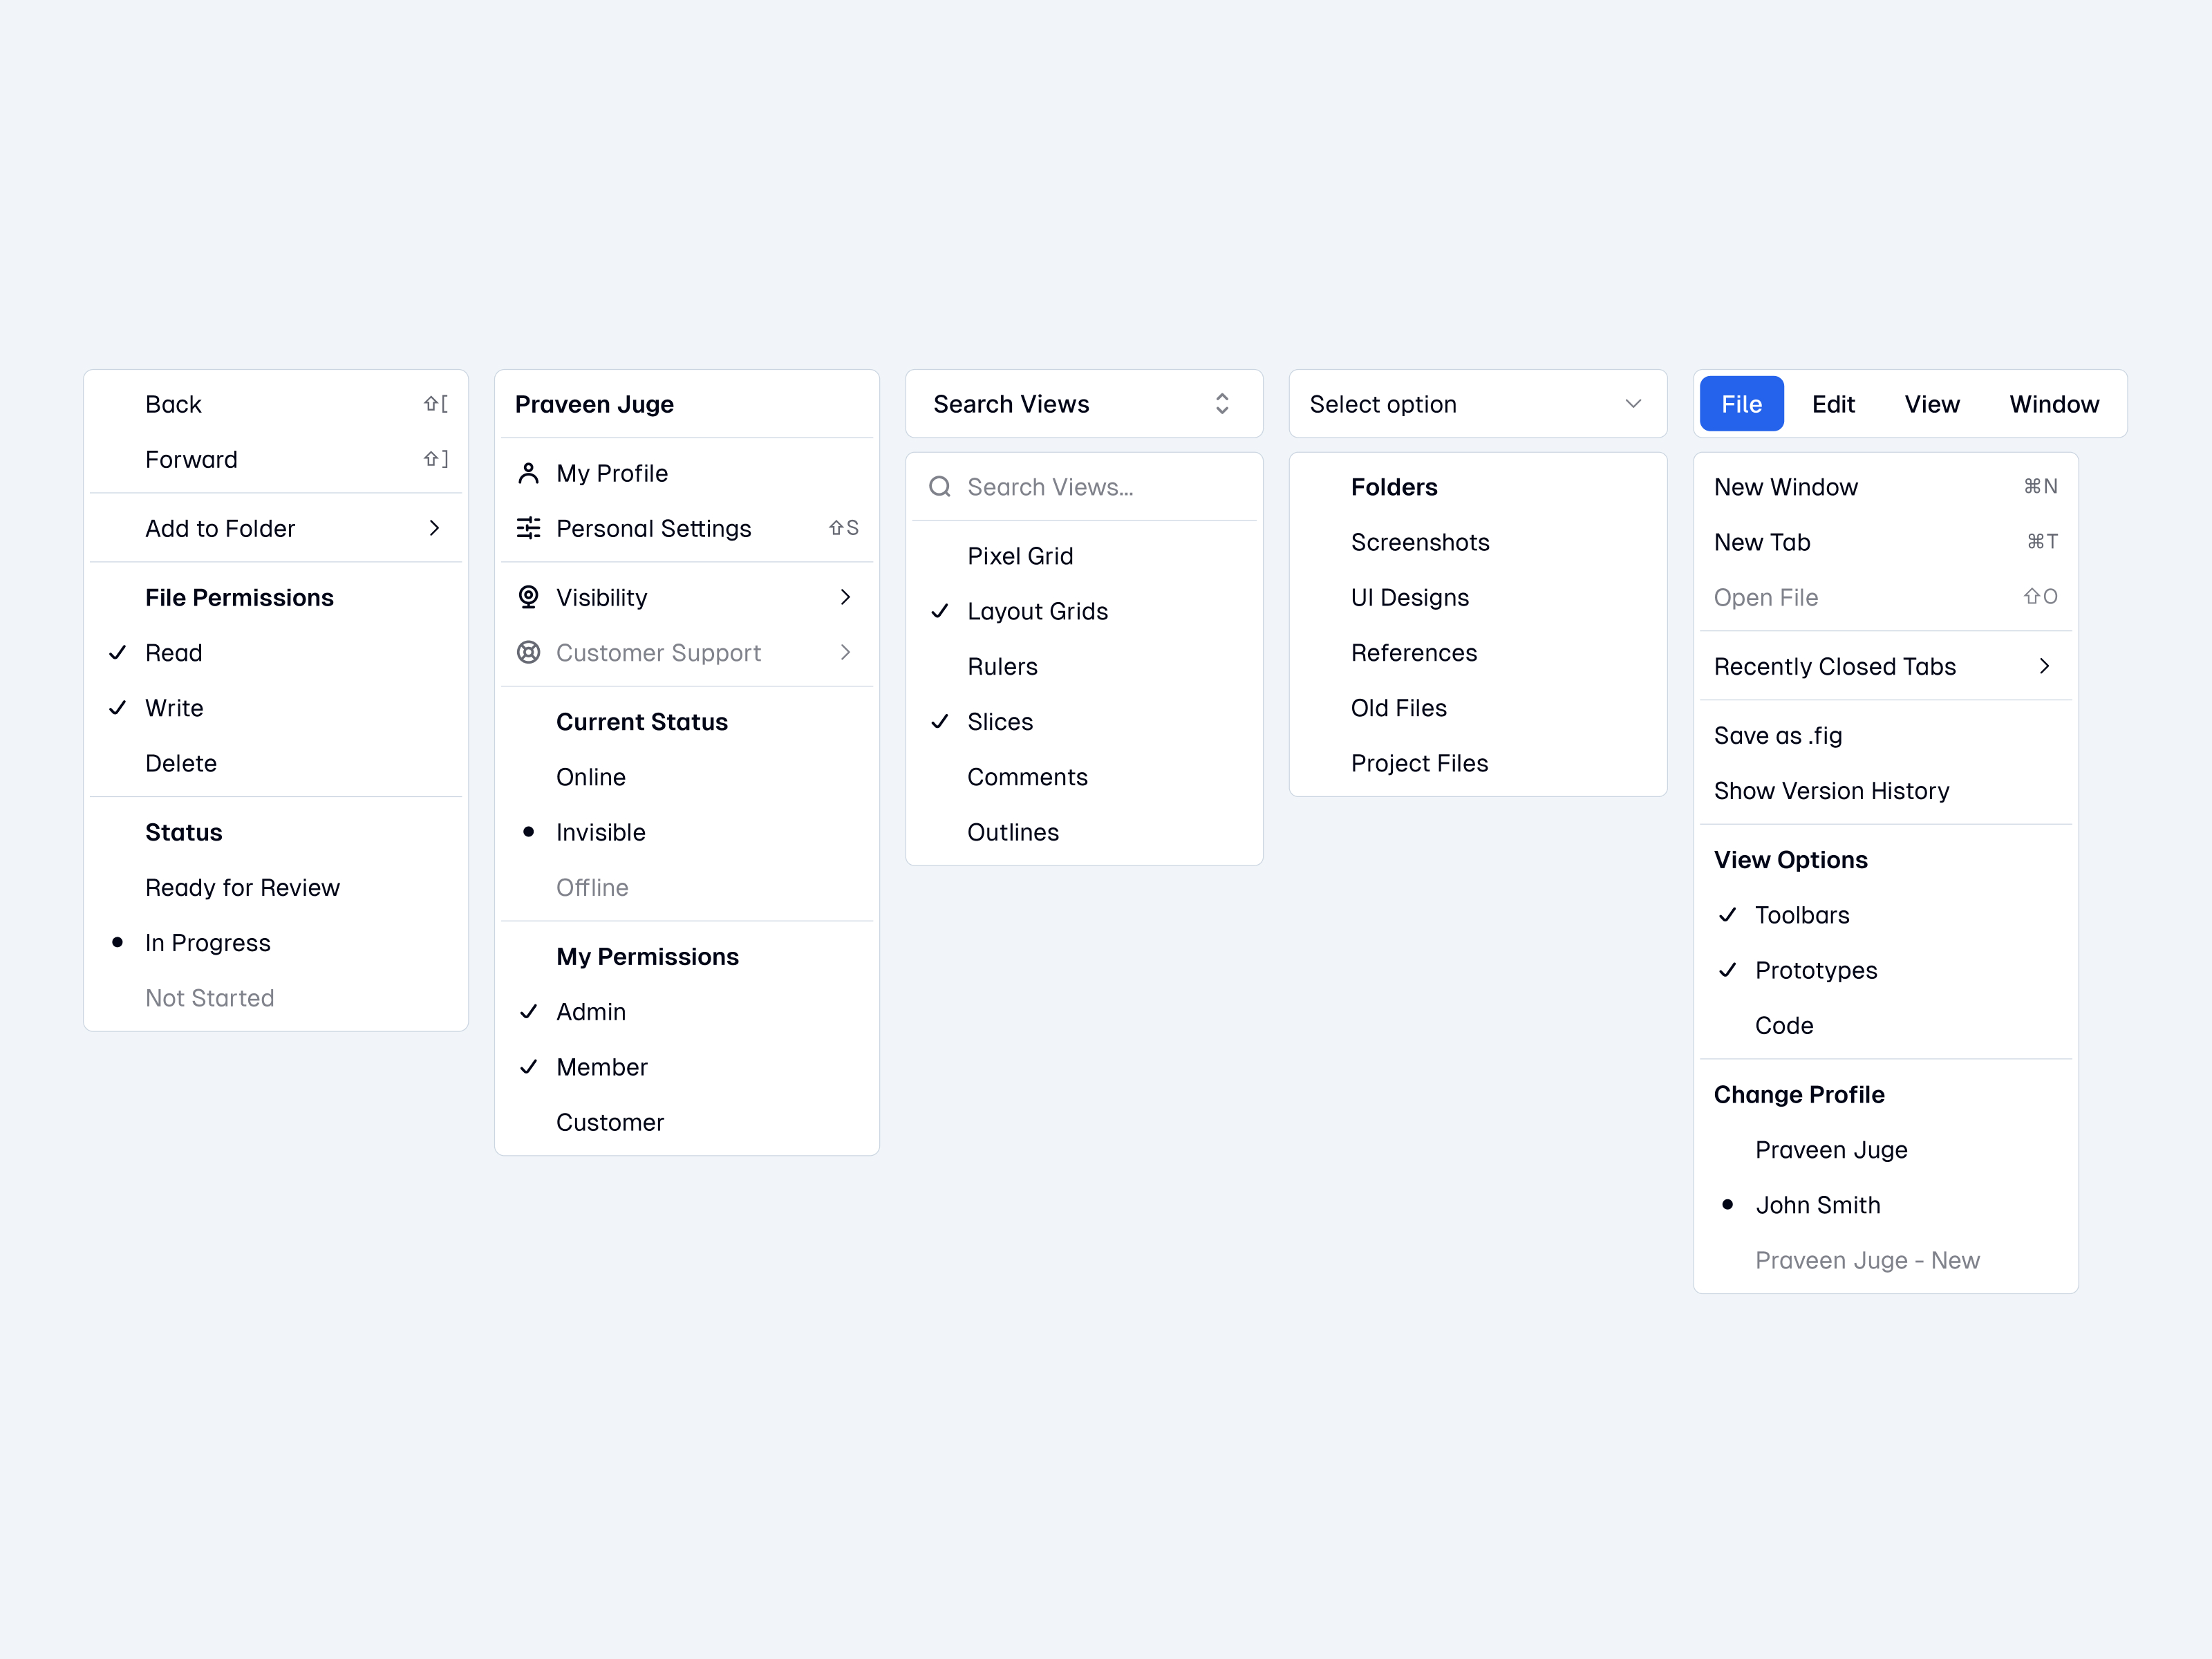 Back ⇧[
Forward ⇧]
Add to Folder
File Permissions
Read
Write
Delete
Status
Ready for Review
In Progress
Not Started
Praveen Juge
My Profile
Personal Settings ⇧S
Visibility
Customer Support
Current Status
Online
Invisible
Offline
My Permissions
Admin
Member
Customer
Search Views
Search Views...
Pixel Grid
Layout Grids
Rulers
Slices
Comments
Outlines
Select option
Folders
Screenshots
UI Designs
References
Old Files
Project Files
File Edit View Window
New Window ⌘N
New Tab ⌘T
Open File ⇧O
Recently Closed Tabs
Save as .fig
Show Version History
View Options
Toolbars
Prototypes
Code
Change Profile
Praveen Juge
John Smith
Praveen Juge - New